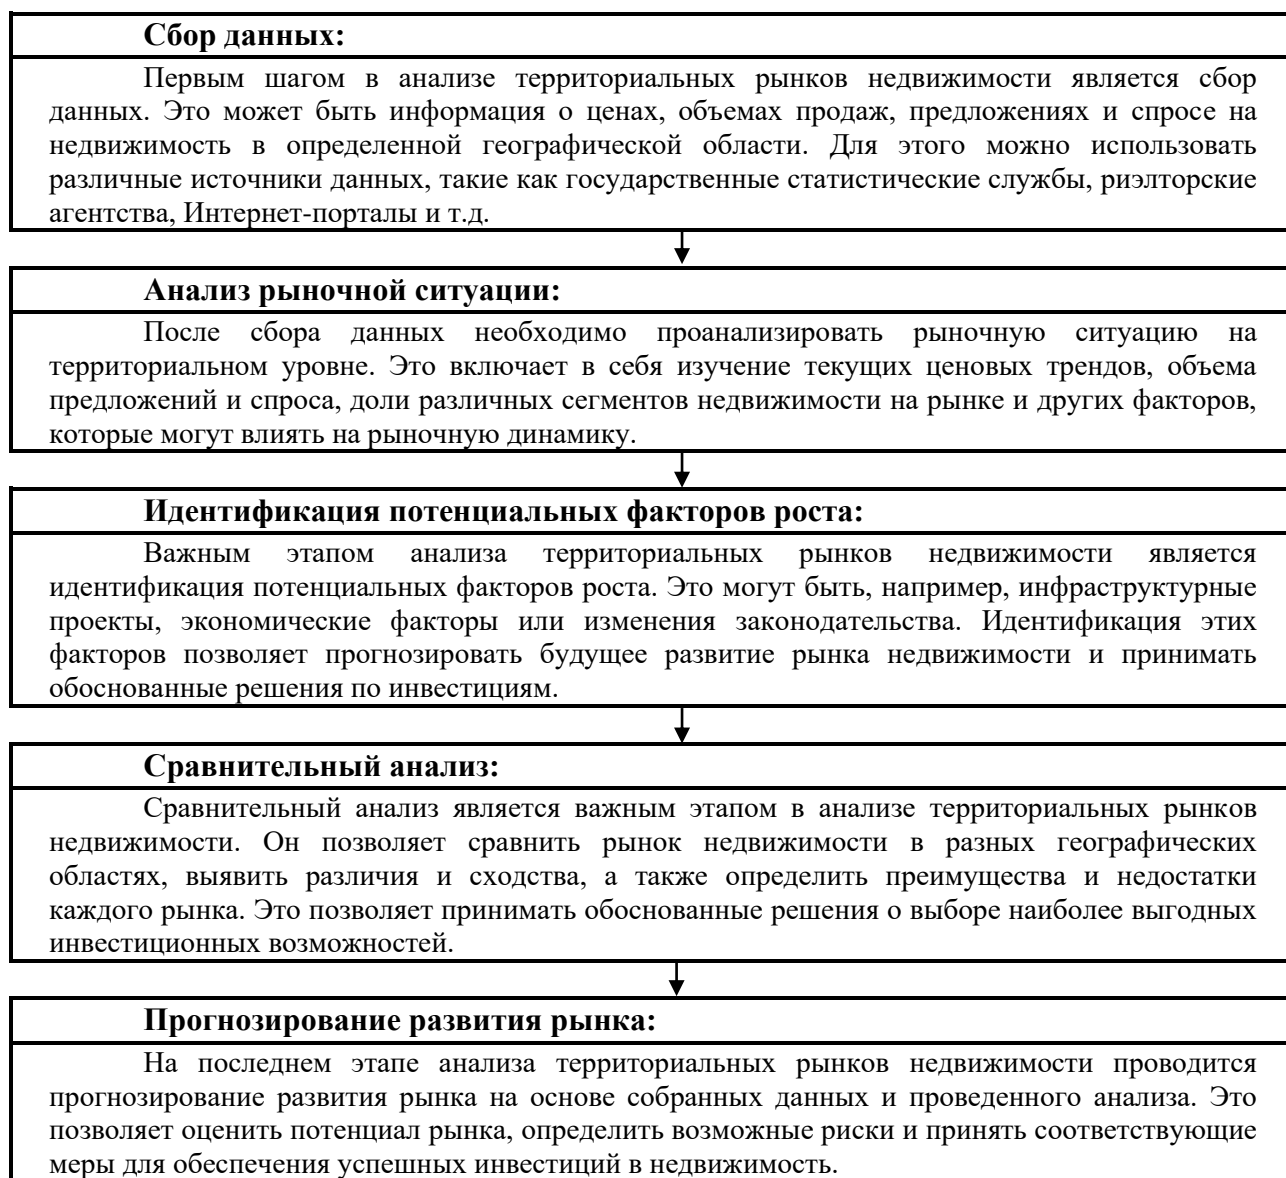 Сбор данных:
Первым шагом в анализе территориальных рынков недвижимости является сбор
данных. Это может быть информация о ценах, объемах продаж, предложениях и спросе на
недвижимость в определенной географической области. Для этого можно использовать
различные источники данных, такие как государственные статистические службы, риэлторские
агентства, Интернет-порталы и т.д.
Анализ рыночной ситуации:
После сбора данных необходимо проанализировать рыночную ситуацию на
территориальном уровне. Это включает в себя изучение текущих ценовых трендов, объема
предложений и спроса, доли различных сегментов недвижимости на рынке и других факторов,
которые могут влиять на рыночную динамику.
Идентификация потенциальных факторов роста:
Важным этапом анализа территориальных рынков недвижимости является
идентификация потенциальных факторов роста. Это могут быть, например, инфраструктурные
проекты, экономические факторы или изменения законодательства. Идентификация этих
факторов позволяет прогнозировать будущее развитие рынка недвижимости и принимать
обоснованные решения по инвестициям.
Сравнительный анализ:
Сравнительный анализ является важным этапом в анализе территориальных рынков
недвижимости. Он позволяет сравнить рынок недвижимости в разных географических
областях, выявить различия и сходства, а также определить преимущества и недостатки
каждого рынка. Это позволяет принимать обоснованные решения о выборе наиболее выгодных
инвестиционных возможностей.
Прогнозирование развития рынка:
На последнем этапе анализа территориальных рынков недвижимости проводится
прогнозирование развития рынка на основе собранных данных и проведенного анализа. Это
позволяет оценить потенциал рынка, определить возможные риски и принять соответствующие
меры для обеспечения успешных инвестиций в недвижимость.